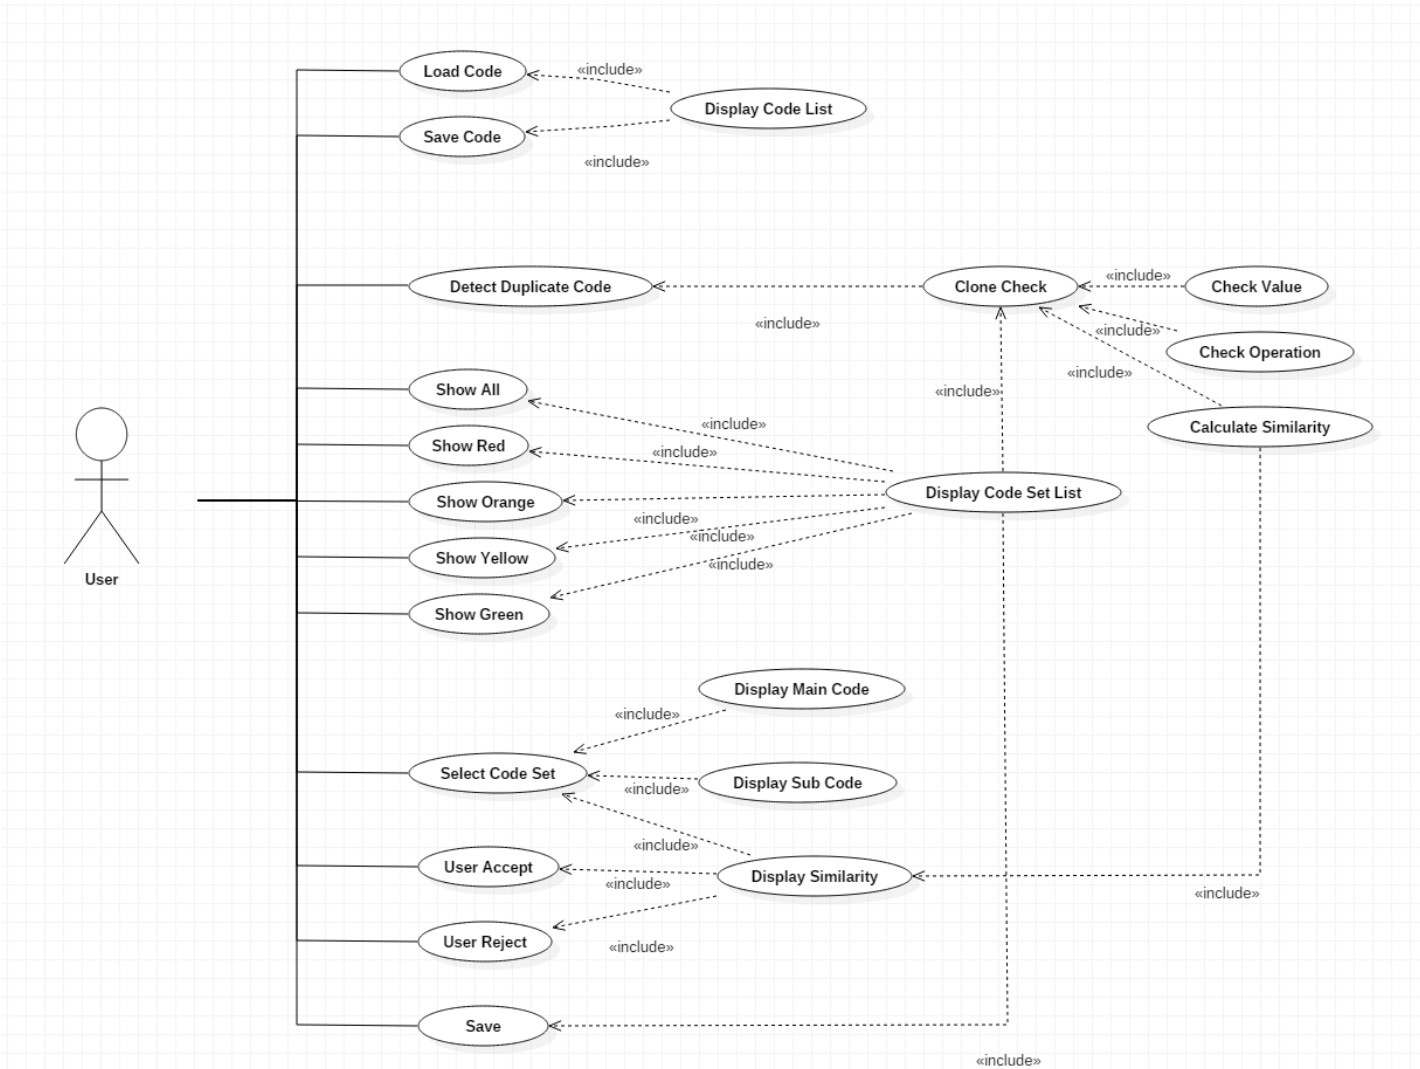 Load Code
«include»
Display Code List
Save Code
«include»
Detect Duplicate Code
Clone Check
«include»
Check Value
«include»
«include»
Check Operation
«include»
Show All
«include»
«include»
Calculate Similarity
Show Red
«include»
Show Orange
Display Code Set List
«include»
«include»
Show Yellow
«include»
User
Show Green
Display Main Code
«include»
Select Code Set
Display Sub Code
«include»
«include»
User Accept
Display Similarity
«include»
«include»
User Reject
«include»
Save
«include»